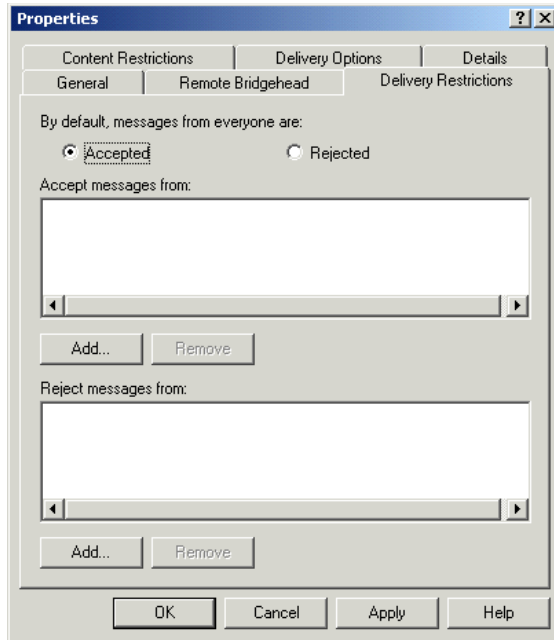 Properties
Content Restrictions Delivery Options Details
General Remote Bridgehead Delivery Restrictions
By default, messages from everyone are:
Accepted Rejected
Accept messages from:
Add... Remove
Reject messages from:
Add... Remove
OK Cancel Apply Help